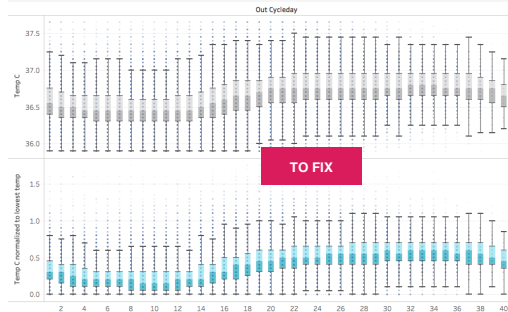 Out Cycleday
37.5
37.0
36.5
36.0
Temp C
TO FIX
1.5
1.0
0.5
0.0
Temp C normalized to lowest temp
2 4 6 8 10 12 14 16 18 20 22 24 26 28 30 32 34 36 38 40